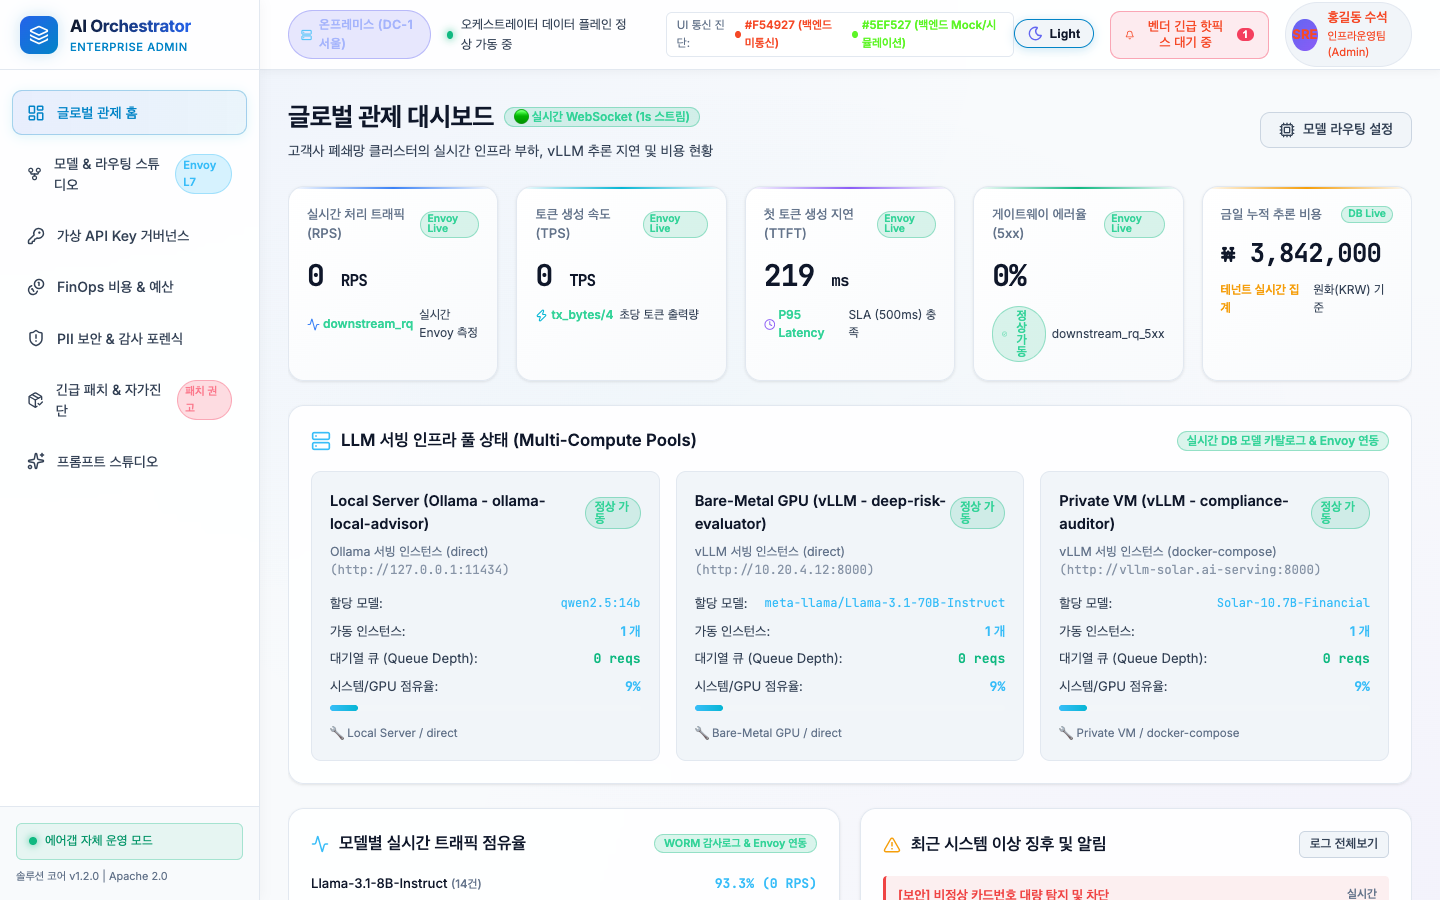 AI Orchestrator
ENTERPRISE ADMIN
온프레미스 (DC-1
서울)
오케스트레이터 데이터 플레인 정
상 가동 중
UI 통신 진
단:
#F54927 (백엔드
미통신)
#5EF527 (백엔드 Mock/시
뮬레이션)
Light
벤더 긴급 핫픽
스 대기 중
1
SRE
홍길동 수석
인프라운영팀
(Admin)
글로벌 관제 홈
모델 & 라우팅 스튜
디오
Envoy
L7
가상 API Key 거버넌스
FinOps 비용 & 예산
PII 보안 & 감사 포렌식
긴급 패치 & 자가진
단
패치 권
고
프롬프트 스튜디오
에어갭 자체 운영 모드
솔루션 코어 v1.2.0 | Apache 2.0
글로벌 관제 대시보드
실시간 WebSocket (1s 스트림)
고객사 폐쇄망 클러스터의 실시간 인프라 부하, vLLM 추론 지연 및 비용 현황
모델 라우팅 설정
실시간 처리 트래픽
(RPS)
Envoy
Live
0 RPS
downstream_rq
실시간
Envoy 측정
토큰 생성 속도
(TPS)
Envoy
Live
0 TPS
tx_bytes/4 초당 토큰 출력량
첫 토큰 생성 지연
(TTFT)
Envoy
Live
219 ms
P95
Latency
SLA (500ms) 충
족
게이트웨이 에러율
(5xx)
Envoy
Live
0%
정
상
가
동
downstream_rq_5xx
금일 누적 추론 비용
DB Live
₩ 3,842,000
테넌트 실시간 집
계
원화(KRW) 기
준
LLM 서빙 인프라 풀 상태 (Multi-Compute Pools)
실시간 DB 모델 카탈로그 & Envoy 연동
Local Server (Ollama - ollama-
local-advisor)
정상 가
동
Ollama 서빙 인스턴스 (direct)
(http://127.0.0.1:11434)
할당 모델: qwen2.5:14b
가동 인스턴스: 1개
대기열 큐 (Queue Depth): 0 reqs
시스템/GPU 점유율: 9%
🔧 Local Server / direct
Bare-Metal GPU (vLLM - deep-risk-
evaluator)
정상 가
동
vLLM 서빙 인스턴스 (direct)
(http://10.20.4.12:8000)
할당 모델: meta-llama/Llama-3.1-70B-Instruct
가동 인스턴스: 1개
대기열 큐 (Queue Depth): 0 reqs
시스템/GPU 점유율: 9%
🔧 Bare-Metal GPU / direct
Private VM (vLLM - compliance-
auditor)
정상 가
동
vLLM 서빙 인스턴스 (docker-compose)
(http://vllm-solar.ai-serving:8000)
할당 모델: Solar-10.7B-Financial
가동 인스턴스: 1개
대기열 큐 (Queue Depth): 0 reqs
시스템/GPU 점유율: 9%
🔧 Private VM / docker-compose
모델별 실시간 트래픽 점유율
WORM 감사로그 & Envoy 연동
Llama-3.1-8B-Instruct (14건) 93.3% (0 RPS)
최근 시스템 이상 징후 및 알림
로그 전체보기
[보안] 비정상 카드번호 대량 탐지 및 차단
실시간